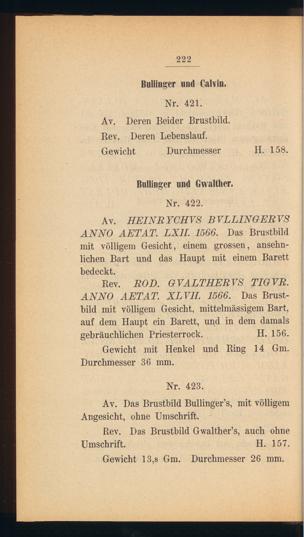 222
Bullinger und Calvin.
Nr. 421.
Av. Deren Beider Brustbild.
Rev. Deren Lebenslauf.
Gewicht Durchmesser H. 158.
Bullinger und Gwalther.
Nr. 422.
Av. HEINRYCHVS BVLLINGERVS
ANNO AETAT. LXII. 1566. Das Brustbild
mit völligem Gesicht, einem grossen, ansehn-
lichen Bart und das Haupt mit einem Barett
bedeckt.
Rev. ROD. GVALTHERVS TIGVR.
ANNO AETAT. XLVII. 1566. Das Brust-
bild mit völligem Gesicht, mittelmässigem Bart,
auf dem Haupt ein Barett, und in dem damals
gebräuchlichen Priesterrock. H. 156.
Gewicht mit Henkel und Ring 14 Gm.
Durchmesser 36 mm.
Nr. 423.
Av. Das Brustbild Bullinger's, mit völligem
Angesicht, ohne Umschrift.
Rev. Das Brustbild Gwalther's, auch ohne
Umschrift. H. 157.
Gewicht 13,8 Gm. Durchmesser 26 mm.